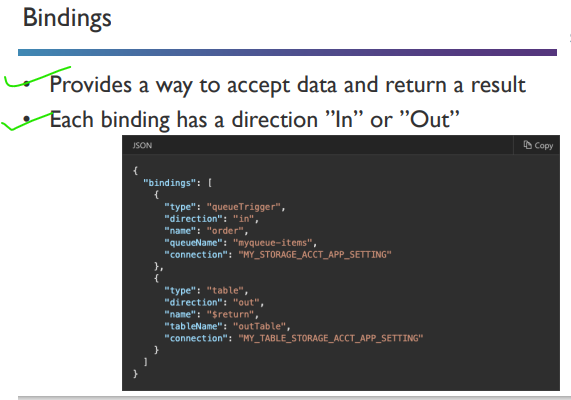 Bindings
• Provides a way to accept data and return a result
• Each binding has a direction ”In” or ”Out”
JSON
Copy
{
"bindings": [
{
"type": "queueTrigger",
"direction": "in",
"name": "order",
"queueName": "myqueue-items",
"connection": "MY_STORAGE_ACCT_APP_SETTING"
},
{
"type": "table",
"direction": "out",
"name": "$return",
"tableName": "outTable",
"connection": "MY_TABLE_STORAGE_ACCT_APP_SETTING"
}
]
}